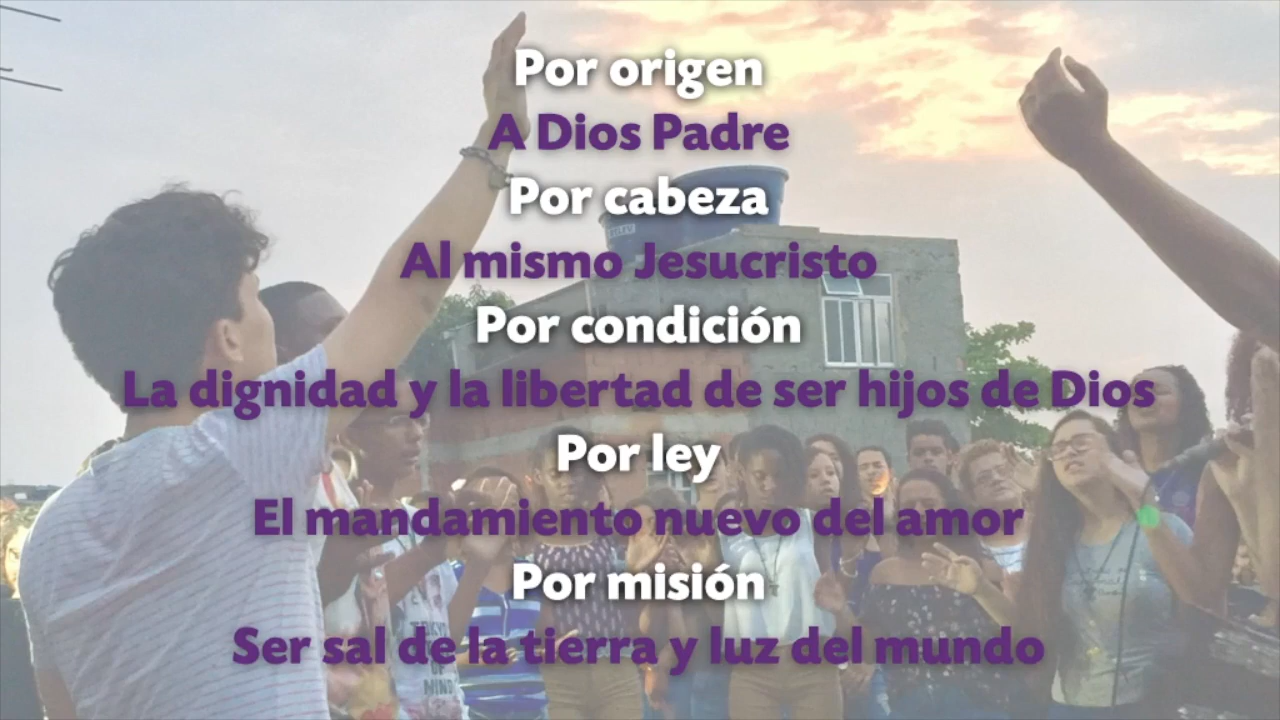 Por origen
A Dios Padre
Por cabeza
Al mismo Jesucristo
Por condición
La dignidad y la libertad de ser hijos de Dios
Por ley
El mandamiento nuevo del amor
Por misión
Ser sal de la tierra y luz del mundo